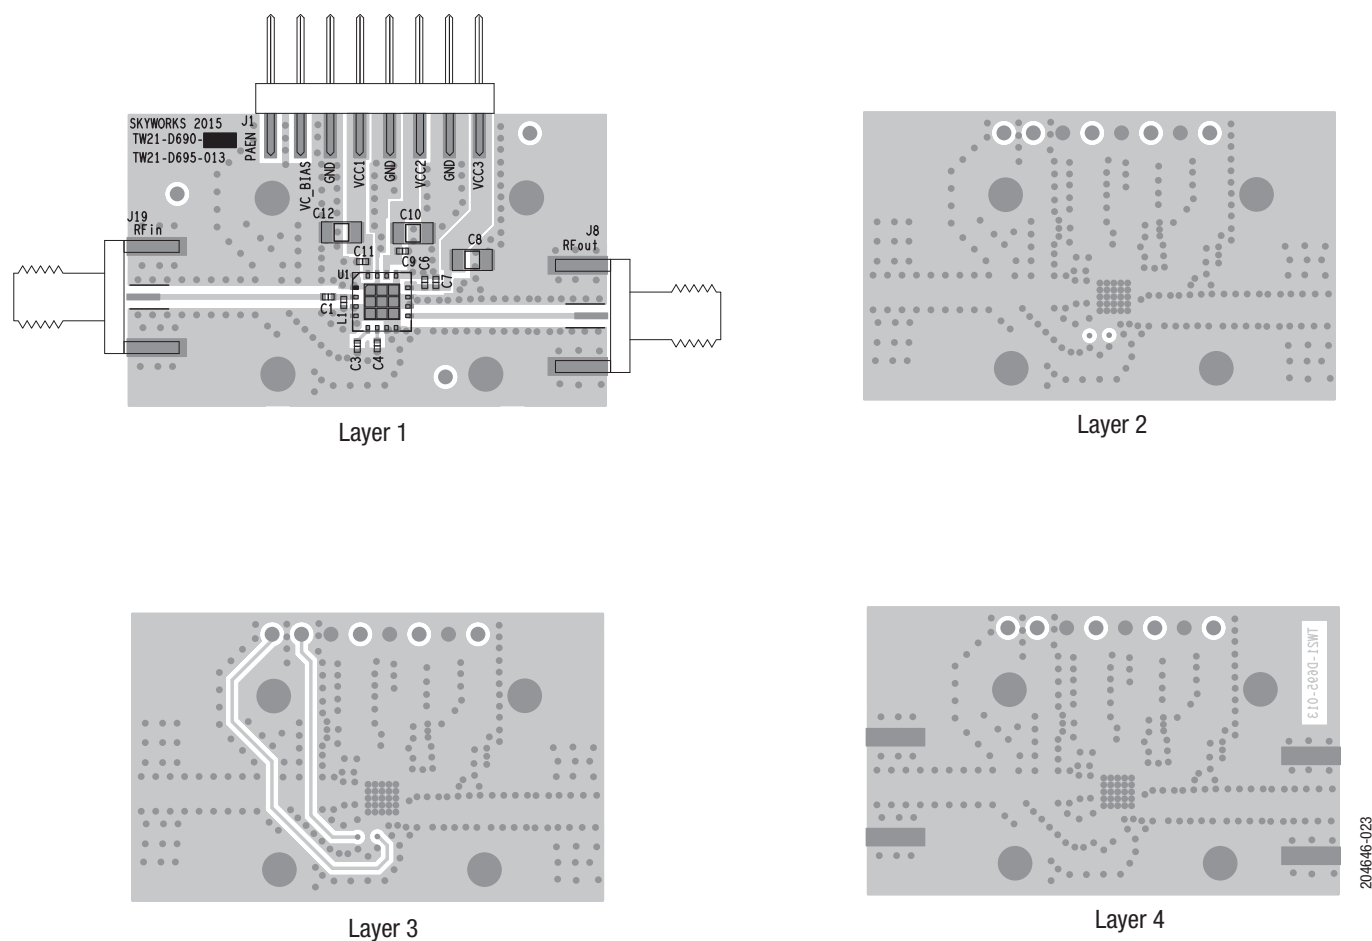 SKYWORKS 2015
J1
TW21-D690-
TW21-D695-013
PAEN
VC_BIAS
GND
VCC1
GND
VCC2
GND
VCC3
J19
RFin
C12
C10
C8
J8
RFout
C11
C9
C6
C7
U1
C1
L1
C3
C4
Layer 1
Layer 2
Layer 3
TW21-D695-013
Layer 4
204646-023